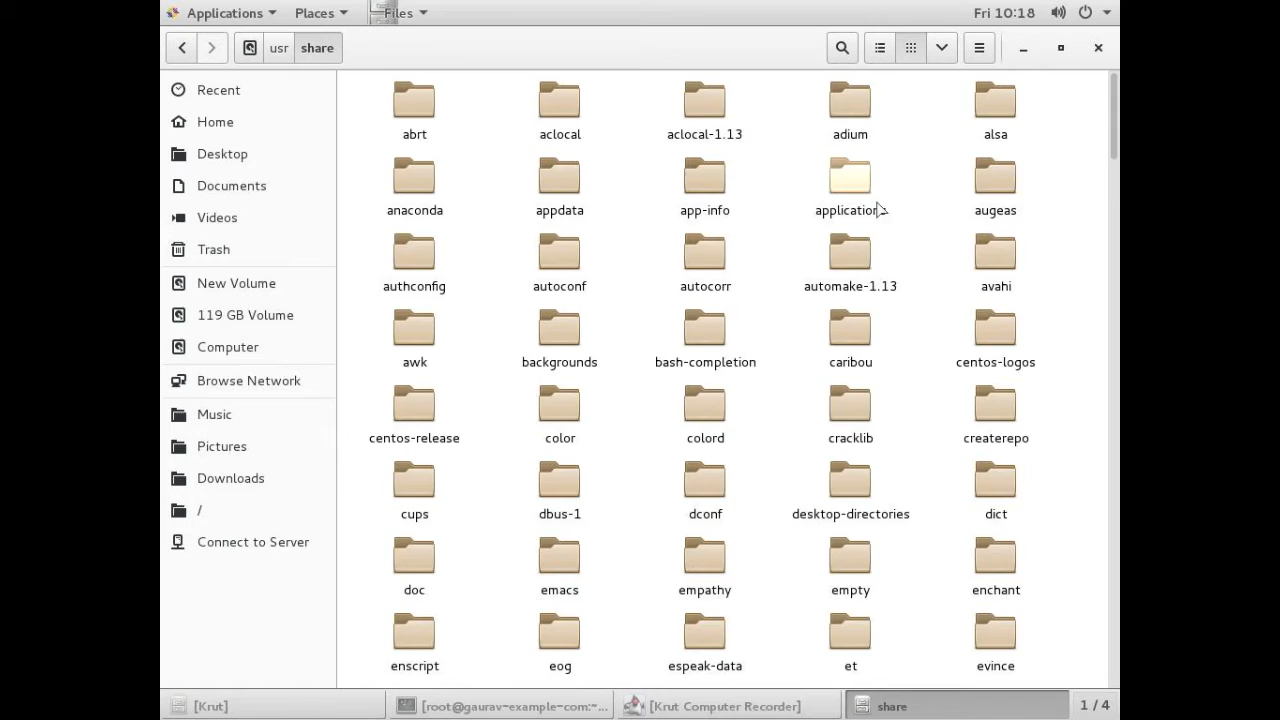 Applications Places Files Fri 10:18
usr share
Recent
Home
Desktop
Documents
Videos
Trash
New Volume
119 GB Volume
Computer
Browse Network
Music
Pictures
Downloads
/
Connect to Server
abrt aclocal aclocal-1.13 adium alsa
anaconda appdata app-info application augeas
authconfig autoconf autocorr automake-1.13 avahi
awk backgrounds bash-completion caribou centos-logos
centos-release color colord cracklib createrepo
cups dbus-1 dconf desktop-directories dict
doc emacs empathy empty enchant
enscript eog espeak-data et evince
[Krut] [root@gaurav-example-com:~... [Krut Computer Recorder] share 1 / 4